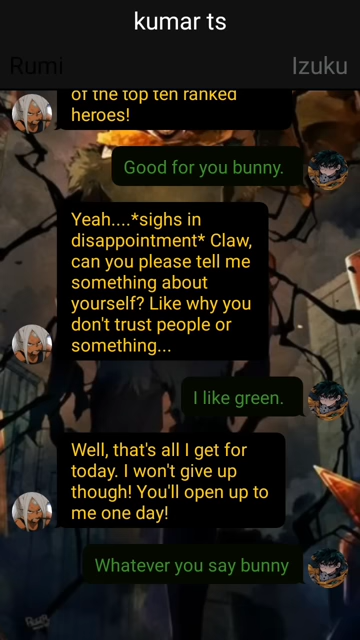 kumar ts
Rumi
Izuku
of the top ten ranked
heroes!
Good for you bunny.
Yeah....*sighs in
disappointment* Claw,
can you please tell me
something about
yourself? Like why you
don't trust people or
something...
I like green.
Well, that's all I get for
today. I won't give up
though! You'll open up to
me one day!
Whatever you say bunny